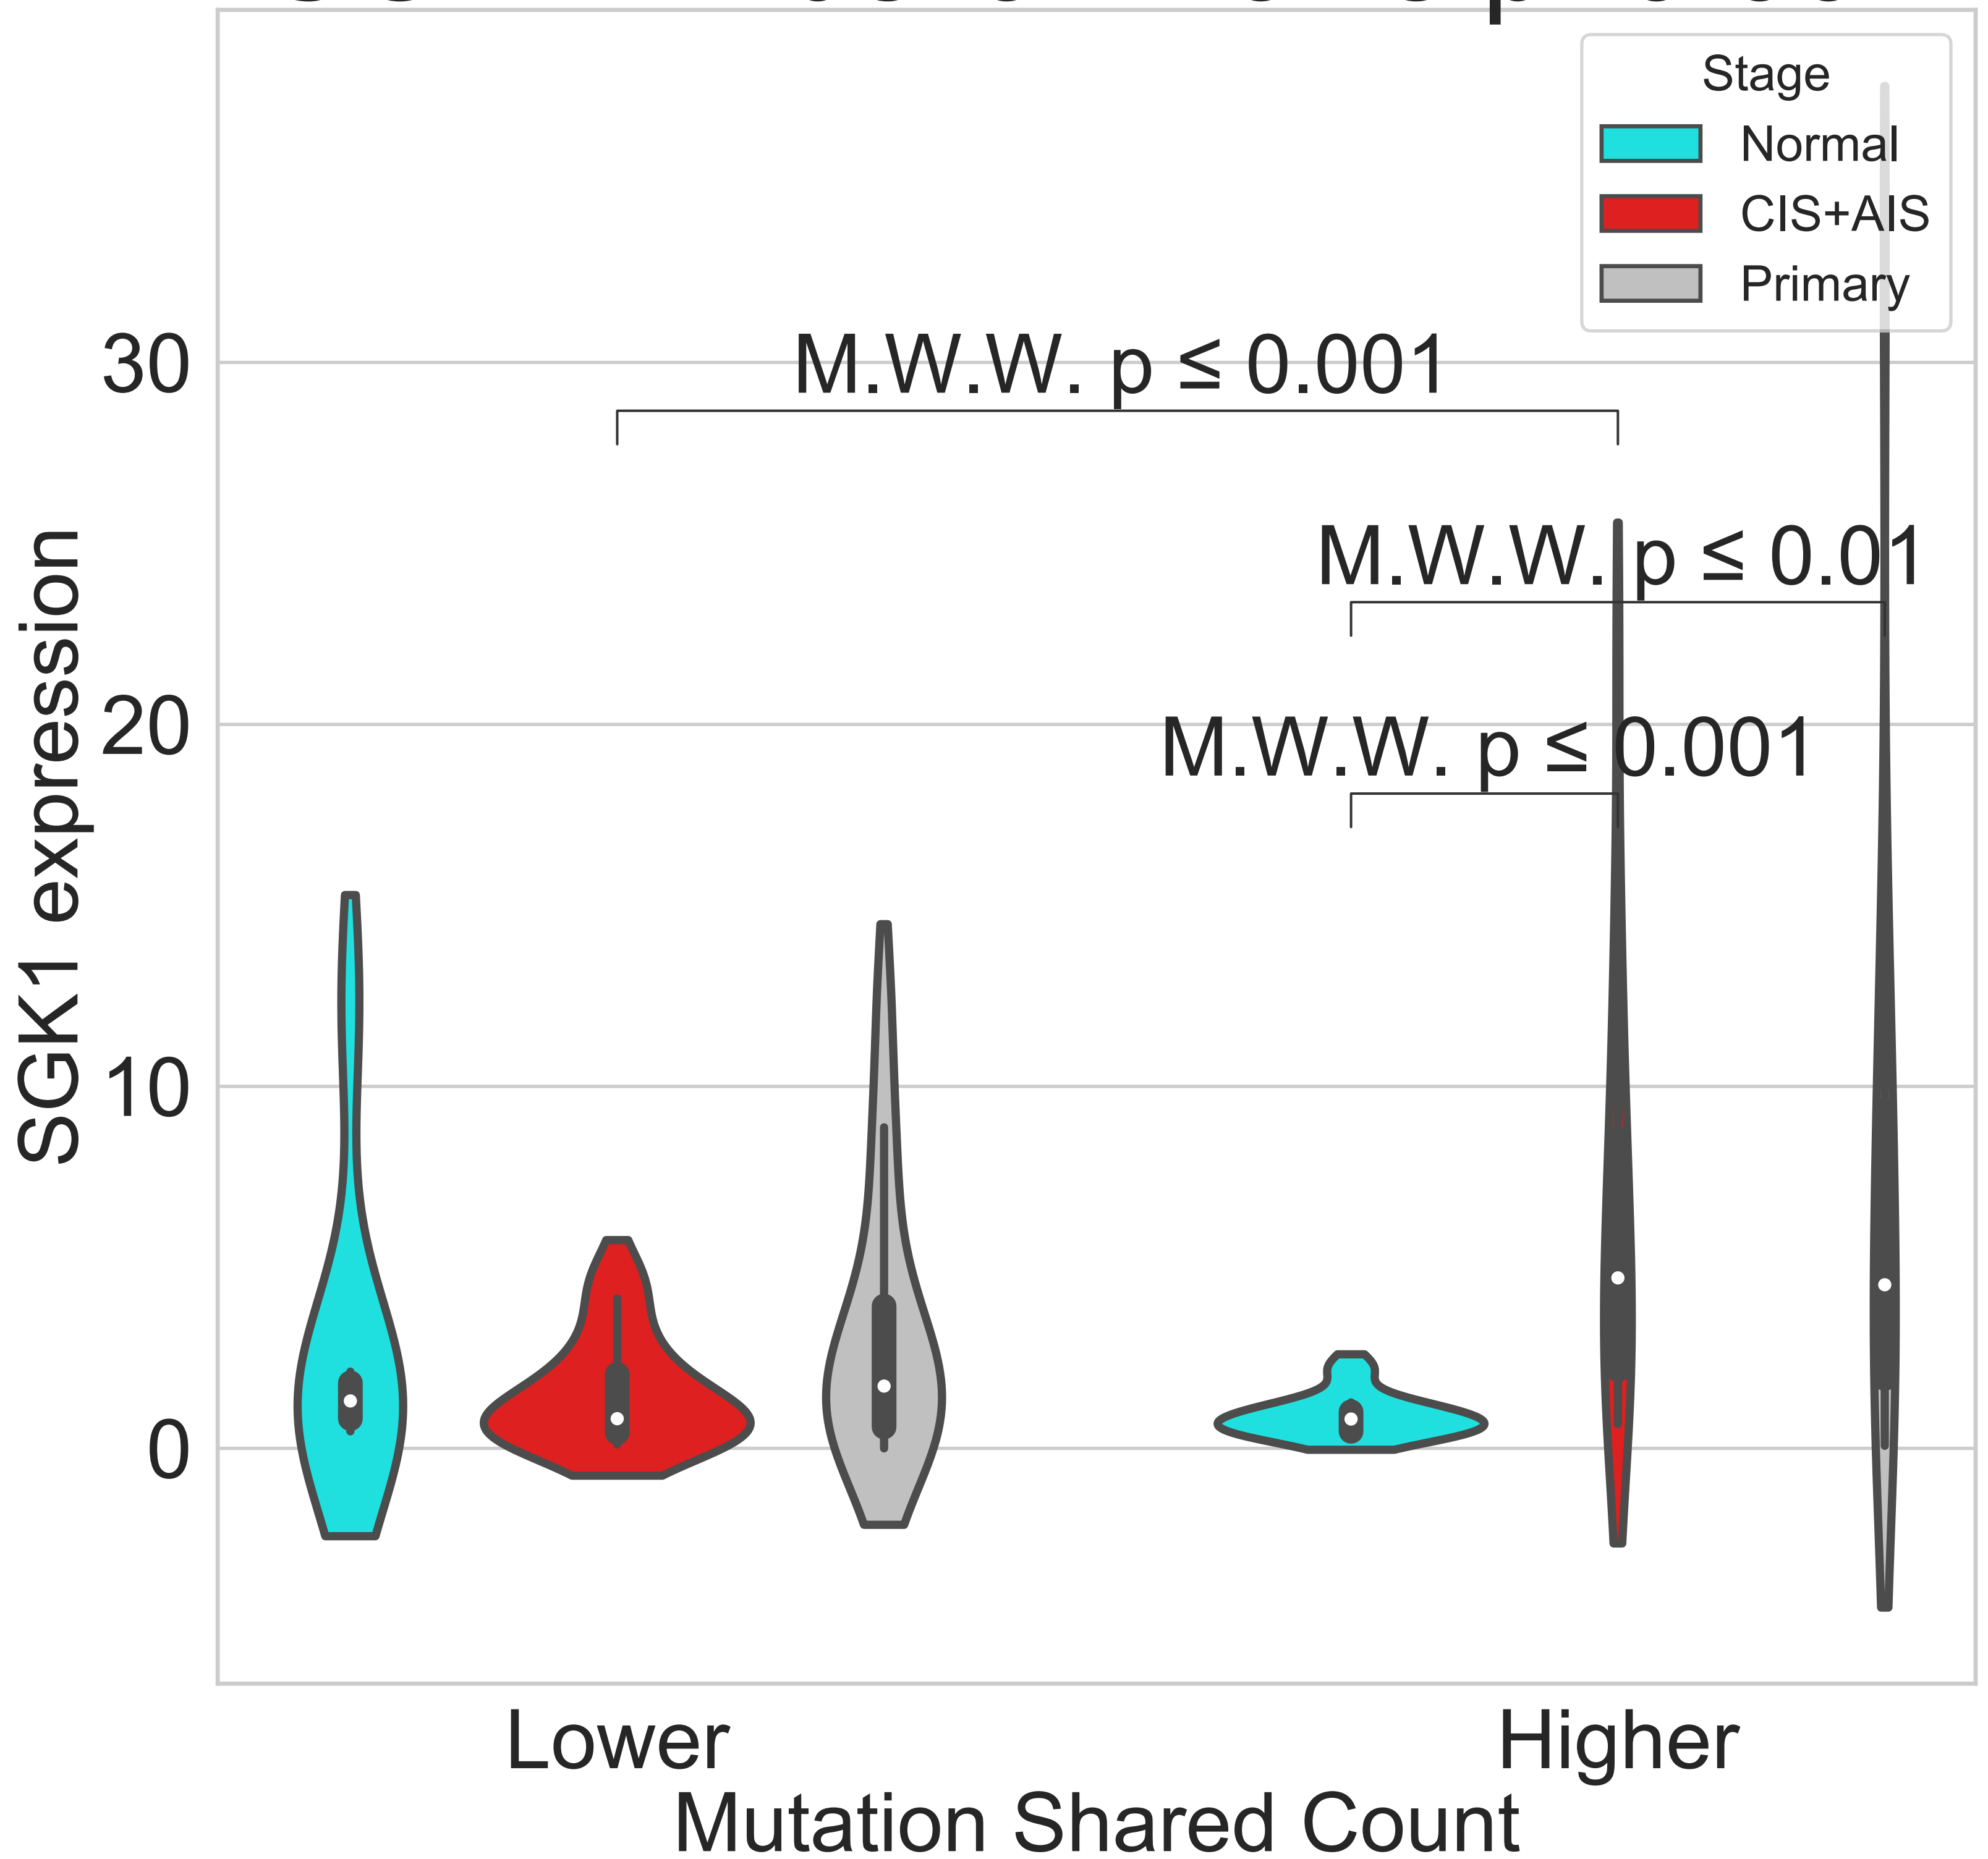 Stage
Normal
CIS+AIS
Primary
M.W.W. p ≤ 0.001
M.W.W. p ≤ 0.01
M.W.W. p ≤ 0.001
30
20
10
0
SGK1 expression
Lower
Higher
Mutation Shared Count